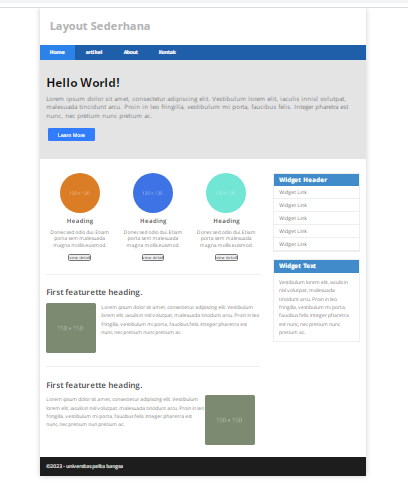 Layout Sederhana
Home artikel About Kontak
Hello World!
Lorem ipsum dolor sit amet, consectetur adipiscing elit. Vestibulum lorem elit, iaculis innisl volutpat,
malesuada tincidunt arcu. Proin in leo fringilla, vestibulum mi porta, faucibus felis. Integer pharetra est
nunc, nec pretium nunc pretium ac.
Learn More
120 × 120 120 × 120 120 × 120
Heading Heading Heading
Donec sed odio dui. Etiam Donec sed odio dui. Etiam Donec sed odio dui. Etiam
porta sem malesuada porta sem malesuada porta sem malesuada
magna mollis euismod. magna mollis euismod. magna mollis euismod.
View detail View detail View detail
First featurette heading.
150 × 150
Lorem ipsum dolor sit amet, consectetur adipiscing elit. Vestibulum
lorem elit, iaculis in nisl volutpat, malesuada tincidunt arcu. Proin in leo
fringilla, vestibulum mi porta, faucibus felis. Integer pharetra est
nunc, nec pretium nunc pretium ac.
First featurette heading.
Lorem ipsum dolor sit amet, consectetur adipiscing elit. Vestibulum
lorem elit, iaculis in nisl volutpat, malesuada tincidunt arcu. Proin in leo
fringilla, vestibulum mi porta, faucibus felis. Integer pharetra est
nunc, nec pretium nunc pretium ac.
150 × 150
Widget Header
Widget Link
Widget Link
Widget Link
Widget Link
Widget Link
Widget Text
Vestibulum lorem elit, iaculis in
nisl volutpat, malesuada
tincidunt arcu. Proin in leo
fringilla, vestibulum mi porta,
faucibus felis. Integer pharetra
est nunc, nec pretium nunc
pretium ac.
©2023 - universitas pelita bangsa